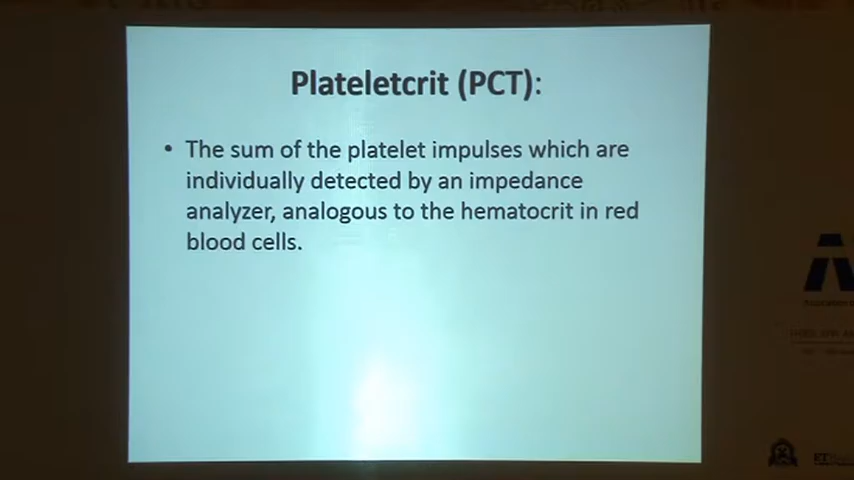 Plateletcrit (PCT):
• The sum of the platelet impulses which are
individually detected by an impedance
analyzer, analogous to the hematocrit in red
blood cells.